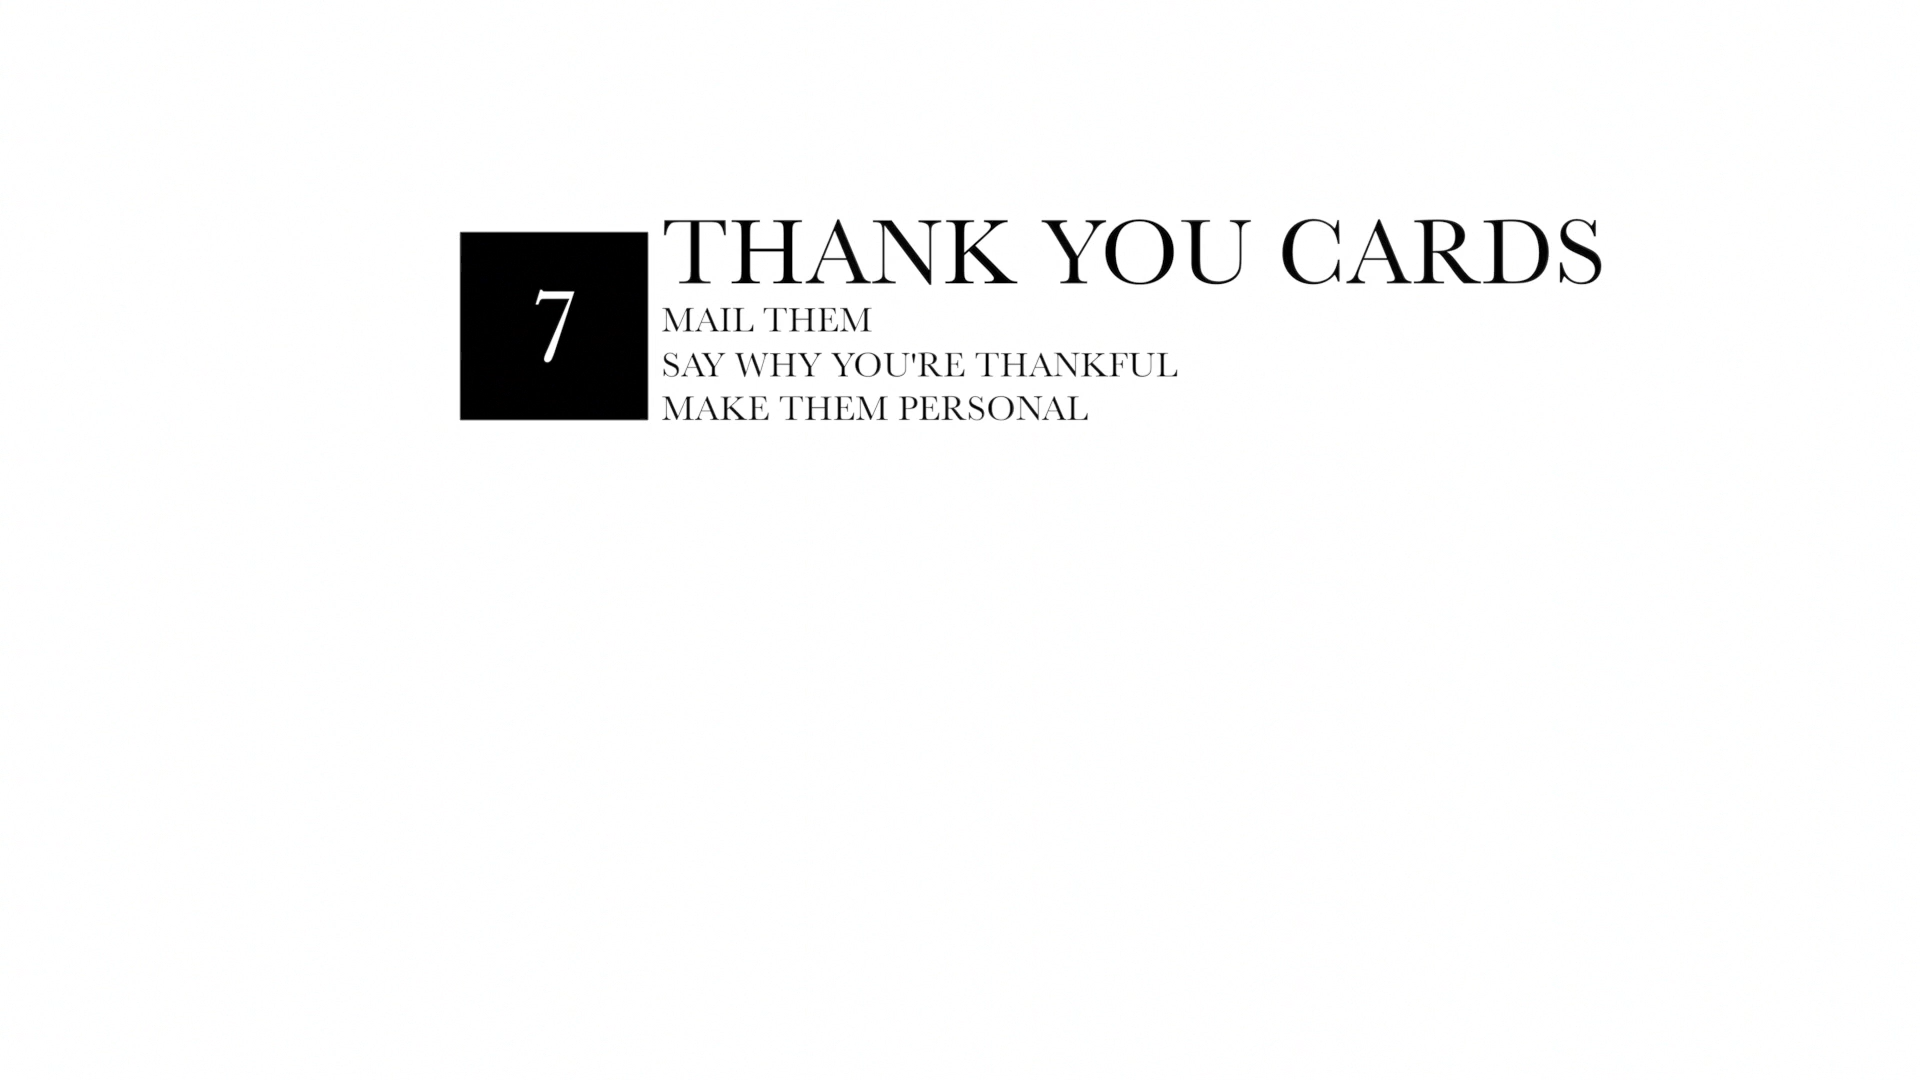 7
THANK YOU CARDS
MAIL THEM
SAY WHY YOU'RE THANKFUL
MAKE THEM PERSONAL